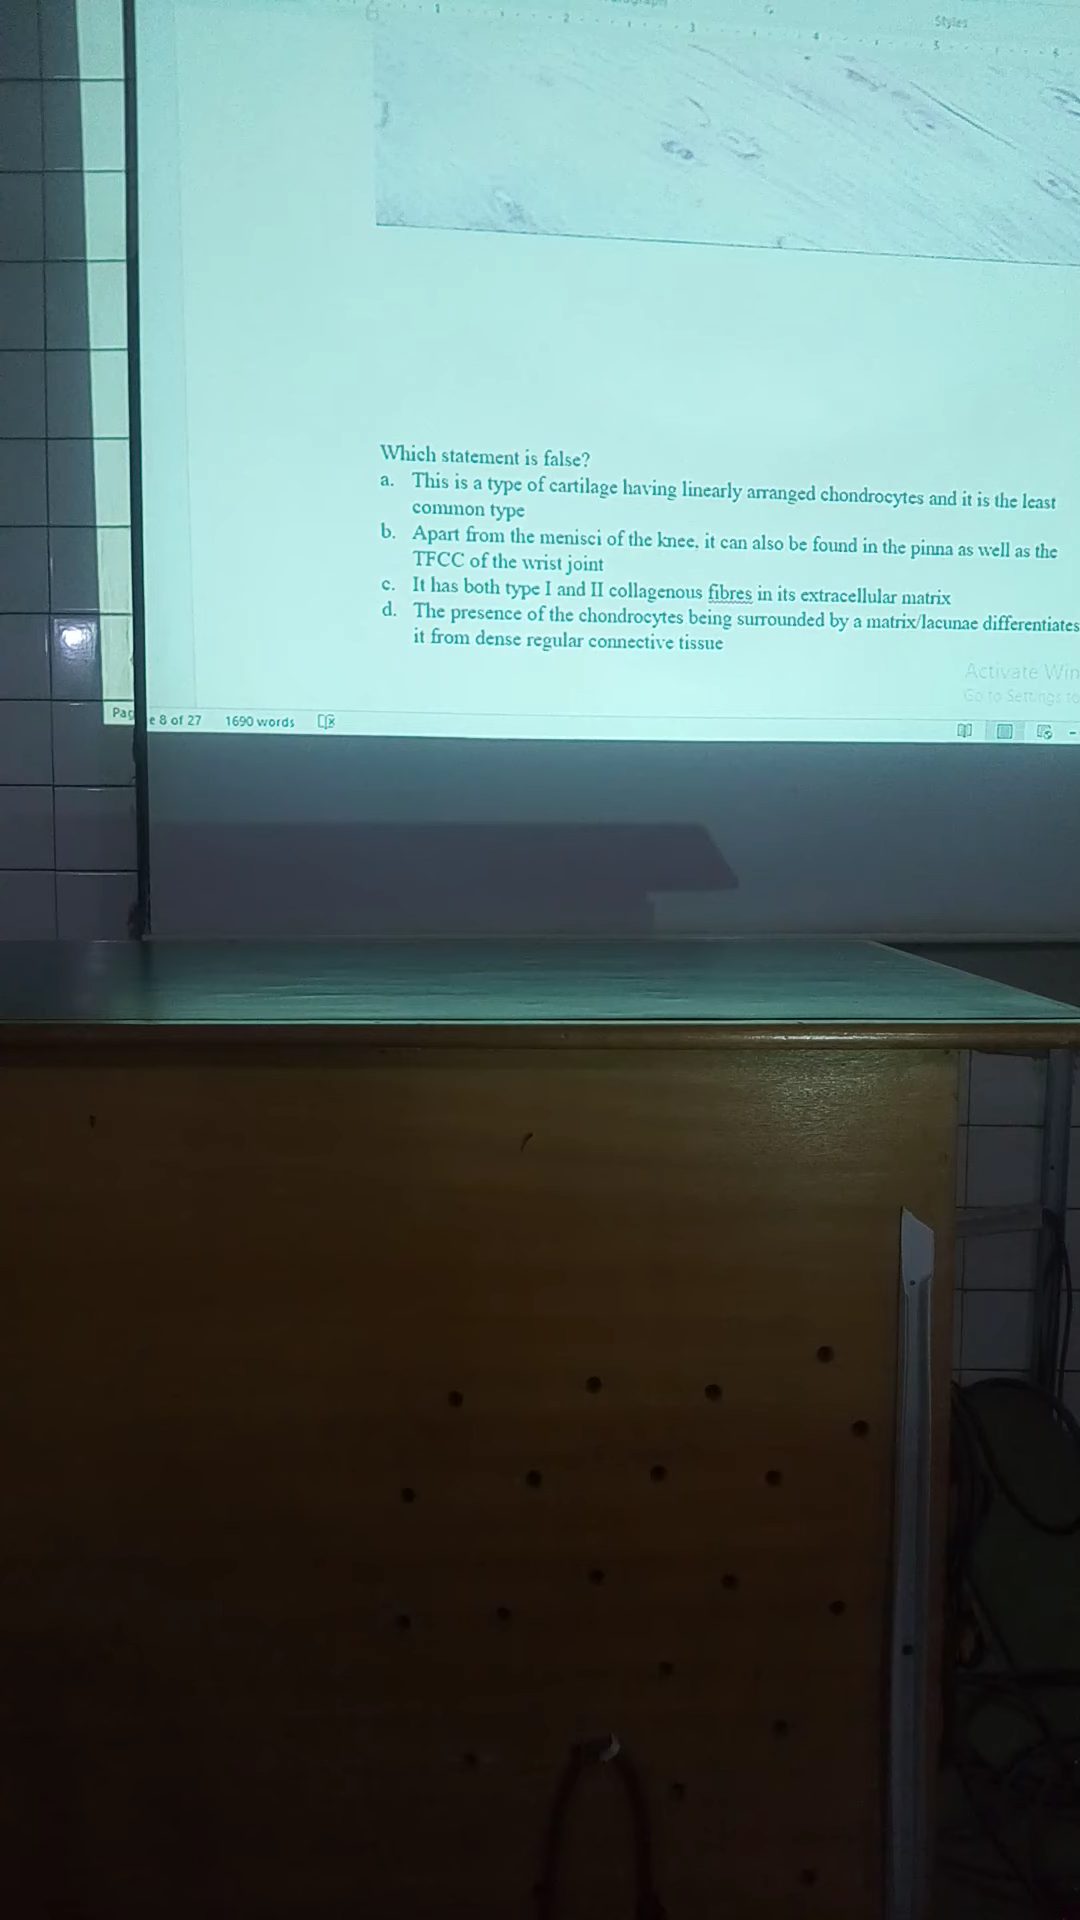 Styles
Which statement is false?
a. This is a type of cartilage having linearly arranged chondrocytes and it is the least
common type
b. Apart from the menisci of the knee, it can also be found in the pinna as well as the
TFCC of the wrist joint
c. It has both type I and II collagenous fibres in its extracellular matrix
d. The presence of the chondrocytes being surrounded by a matrix/lacunae differentiates
it from dense regular connective tissue
Activate Win
Go to Settings to
Page 8 of 27 1690 words